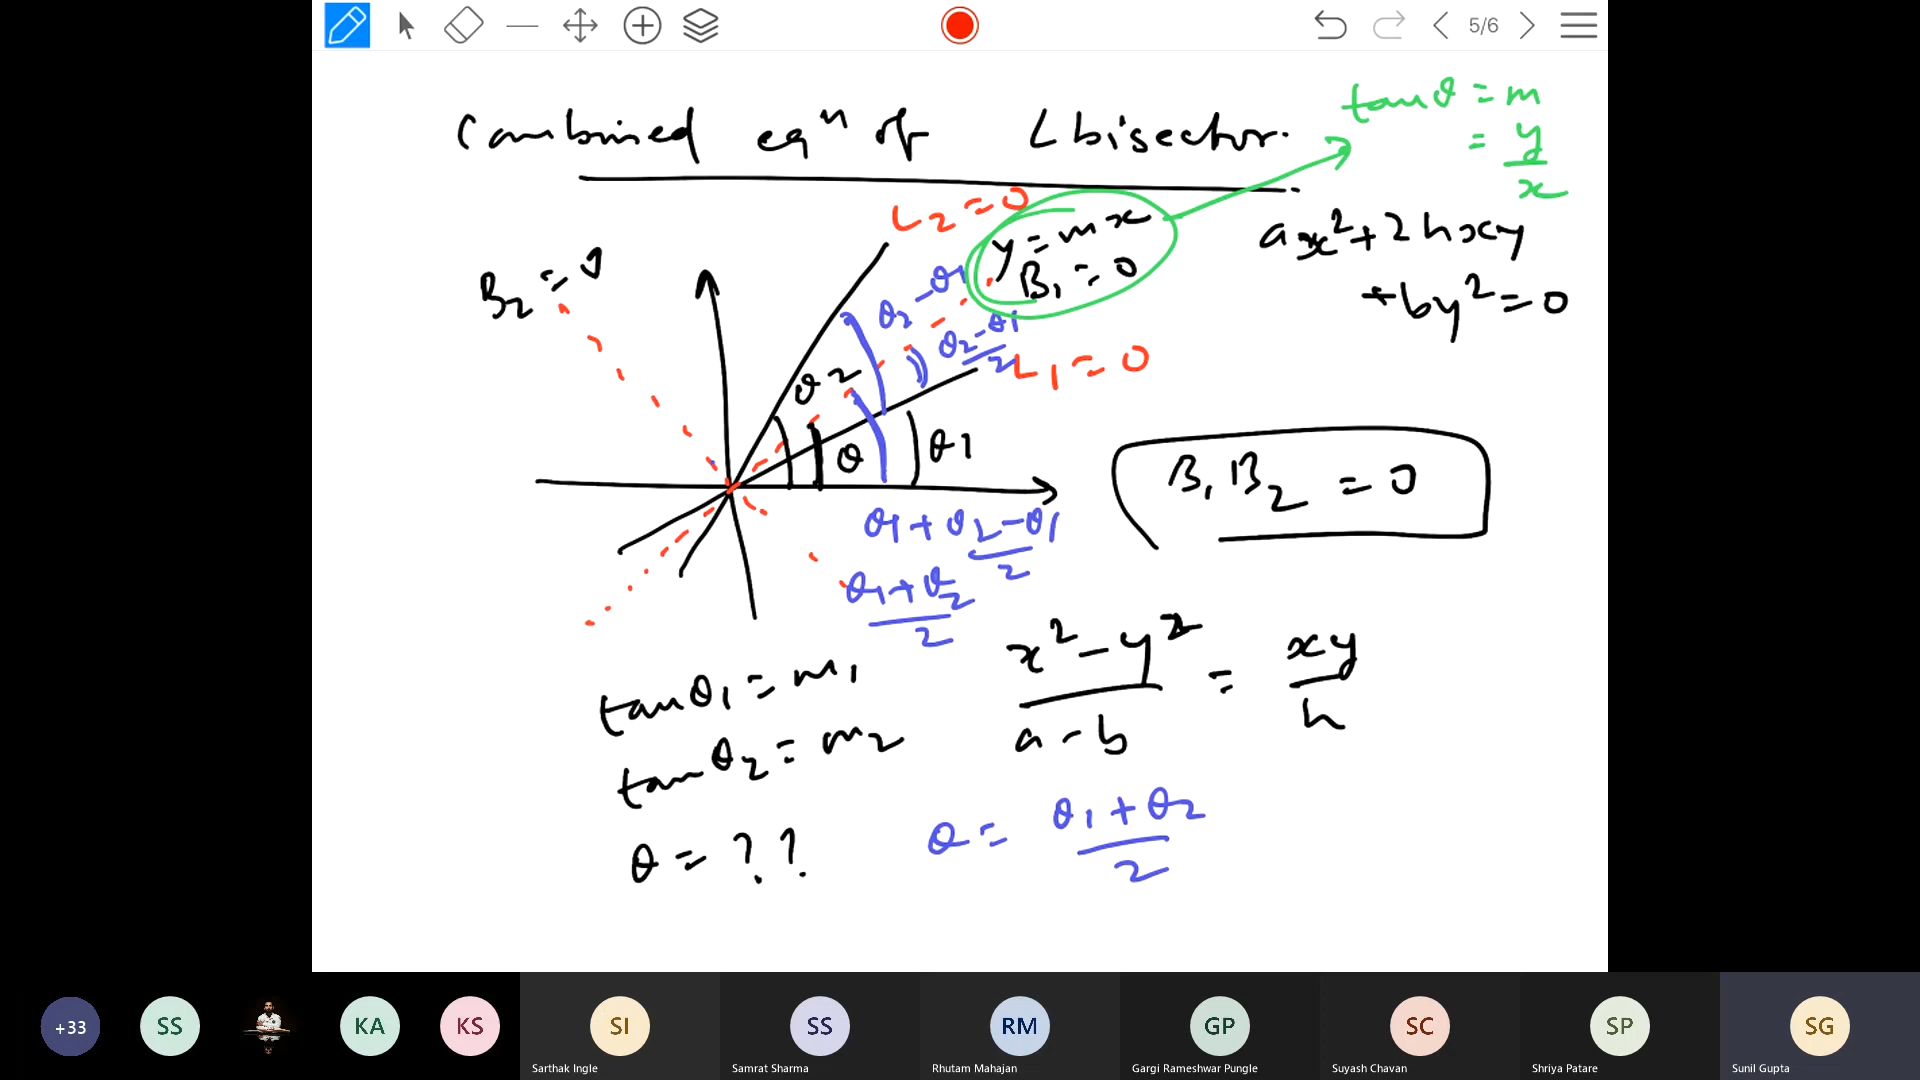 5/6
tanθ = m
= y/x
Combined eqⁿ of ∠bisector.
L2 = 0
y = mx
B1 = 0
ax² + 2hxy
+ by² = 0
B2 = 0
θ2 - θ1
(θ2 - θ1)/2
L1 = 0
θ2
θ
θ1
B1 B2 = 0
θ1 + (θ2 - θ1)/2
(θ1 + θ2)/2
(x² - y²)/(a - b) = xy/h
tanθ1 = m1
tanθ2 = m2
θ = ??
θ = (θ1 + θ2)/2
+33 SS KA KS SI SS RM GP SC SP SG
Sarthak Ingle Samrat Sharma Rhutam Mahajan Gargi Rameshwar Pungle Suyash Chavan Shriya Patare Sunil Gupta